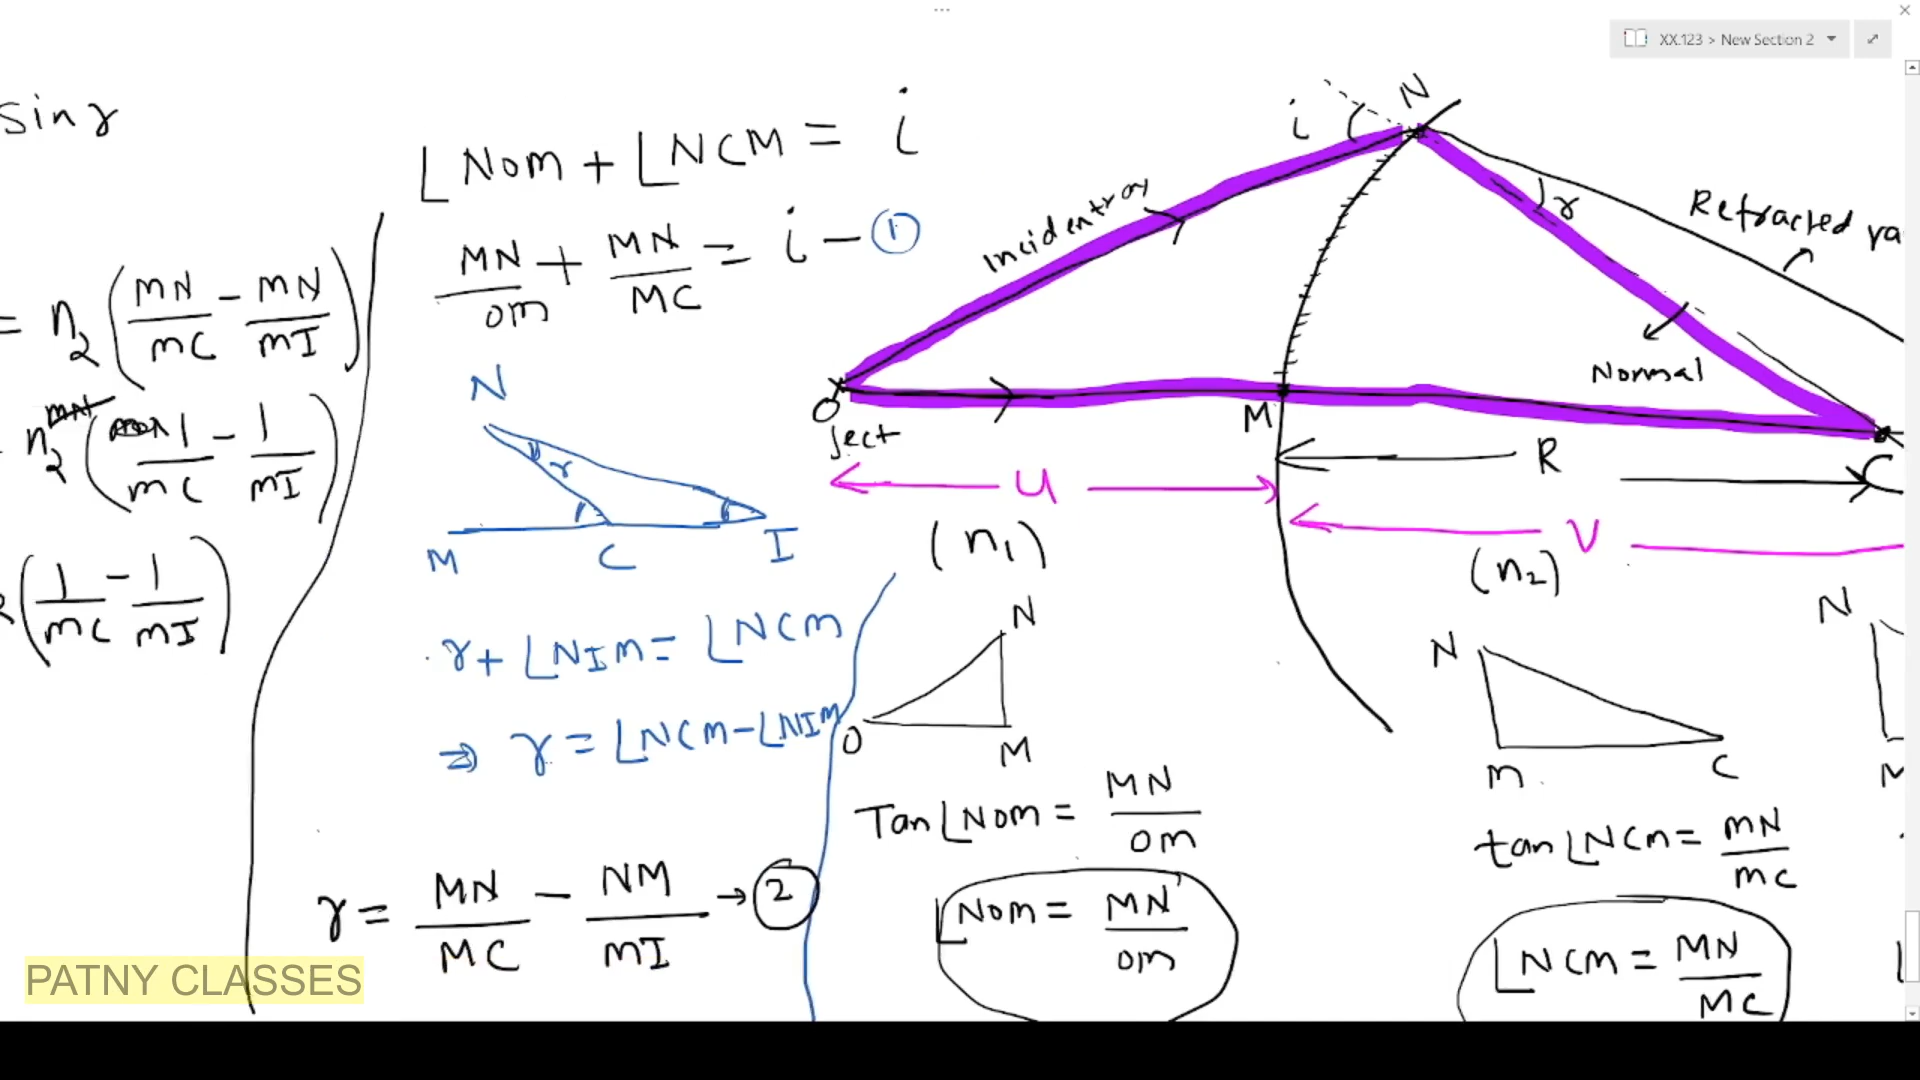 XX.123 > New Section 2
sin r
= n2 (MN/mC - MN/mI)
n2 (1/mC - 1/mI)
(1/mC - 1/mI)
∠NOM + ∠NCM = i
MN/OM + MN/MC = i - ①
N
r
M C I
r + ∠NIM = ∠NCM
⇒ r = ∠NCM - ∠NIM
r = MN/MC - NM/MI → ②
i
N
Incident ray
r
Refracted ra
Normal
O
ject
M
C
R
u
v
(n1)
(n2)
N
O
M
Tan∠NOM = MN/OM
∠NOM = MN/OM
N
M
C
tan∠NCM = MN/MC
∠NCM = MN/MC
N
M
PATNY CLASSES